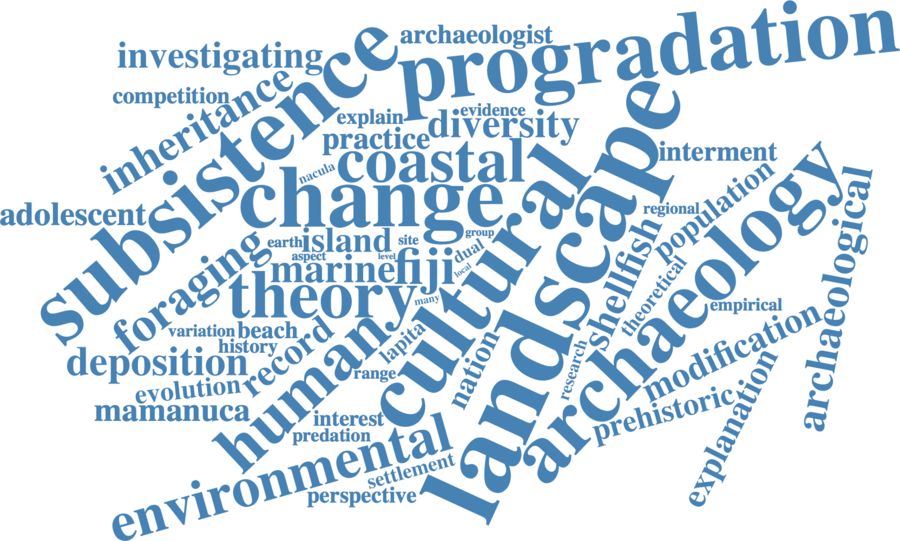 archaeologist
investigating
progradation
subsistence
competition
inheritance
evidence
explain
diversity
practice
coastal
landscape
interment
nacula
change
cultural
population
archaeology
archaeological
adolescent
regional
group
earth
island
site
dual
aspect
level
local
marine
fiji
shellfish
foraging
theory
many
theoretical
empirical
variation
beach
history
record
humany
lapita
deposition
range
nation
research
modification
evolution
mamanuca
interest
predation
prehistoric
explanation
environmental
settlement
perspective